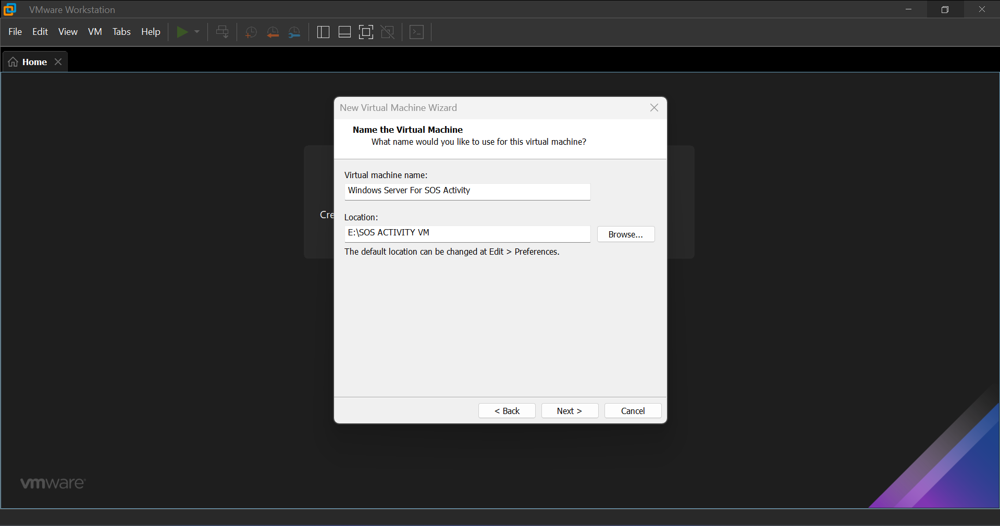 VMware Workstation
File Edit View VM Tabs Help
Home
New Virtual Machine Wizard
Name the Virtual Machine
What name would you like to use for this virtual machine?
Virtual machine name:
Windows Server For SOS Activity
Cre
Location:
E:\SOS ACTIVITY VM
Browse...
The default location can be changed at Edit > Preferences.
< Back Next > Cancel
vmware